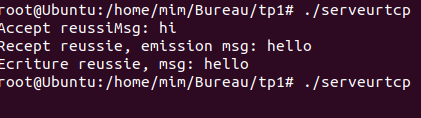 root@Ubuntu:/home/mim/Bureau/tp1# ./serveurtcp
Accept reussiMsg: hi
Recept reussie, emission msg: hello
Ecriture reussie, msg: hello
root@Ubuntu:/home/mim/Bureau/tp1# ./serveurtcp